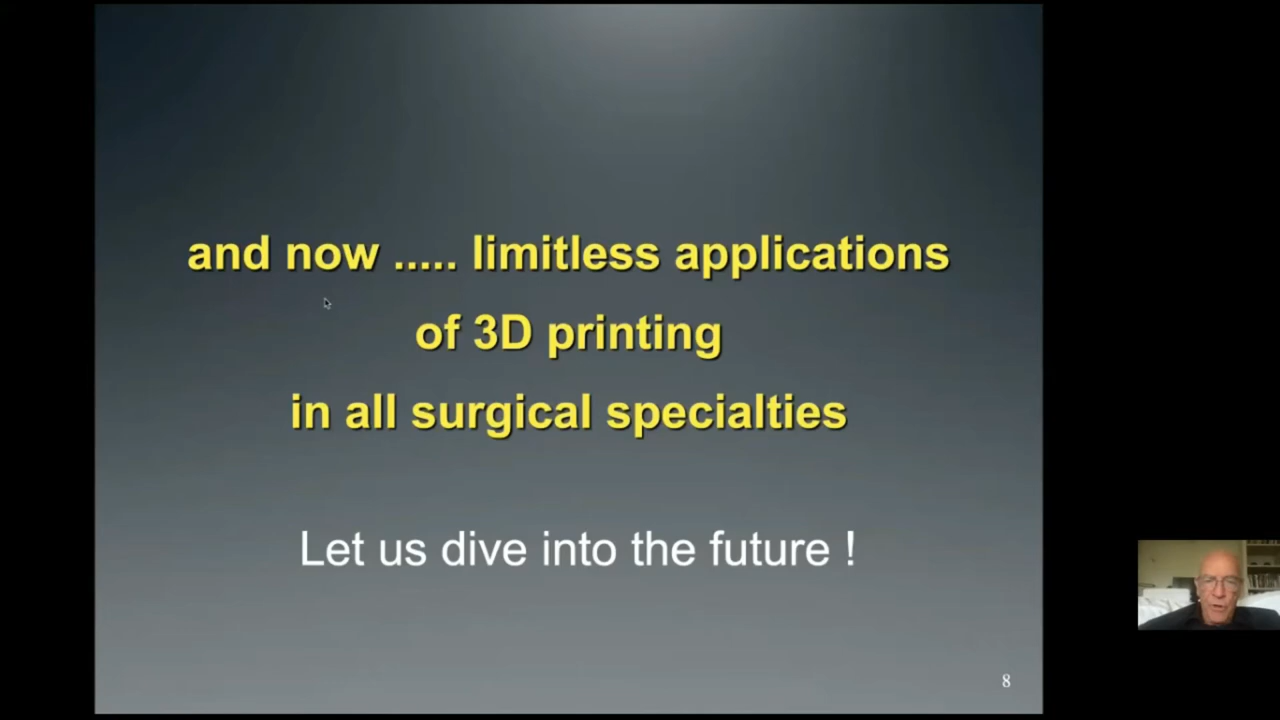 and now ..... limitless applications
of 3D printing
in all surgical specialties
Let us dive into the future !
8